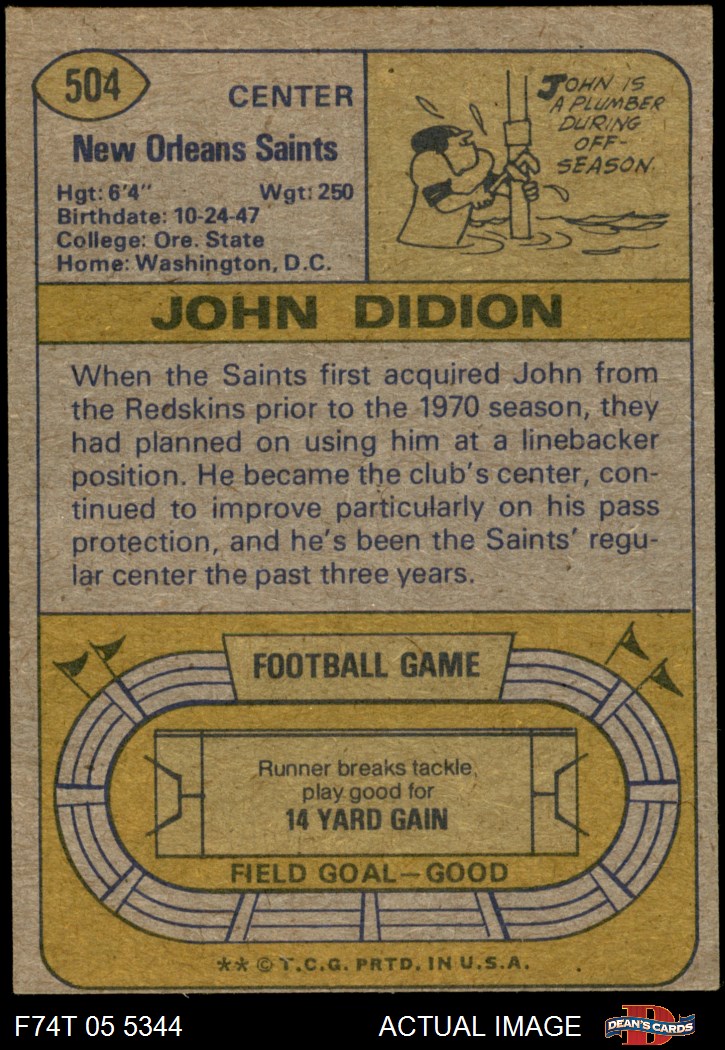 504
CENTER
New Orleans Saints
Hgt: 6'4" Wgt: 250
Birthdate: 10-24-47
College: Ore. State
Home: Washington, D.C.
JOHN IS
A PLUMBER
DURING
OFF-
SEASON.
JOHN DIDION
When the Saints first acquired John from
the Redskins prior to the 1970 season, they
had planned on using him at a linebacker
position. He became the club's center, con-
tinued to improve particularly on his pass
protection, and he's been the Saints' regu-
lar center the past three years.
FOOTBALL GAME
Runner breaks tackle,
play good for
14 YARD GAIN
FIELD GOAL—GOOD
** © T.C.G. PRTD. IN U.S.A.
F74T 05 5344 ACTUAL IMAGE
D
DEAN'S CARDS